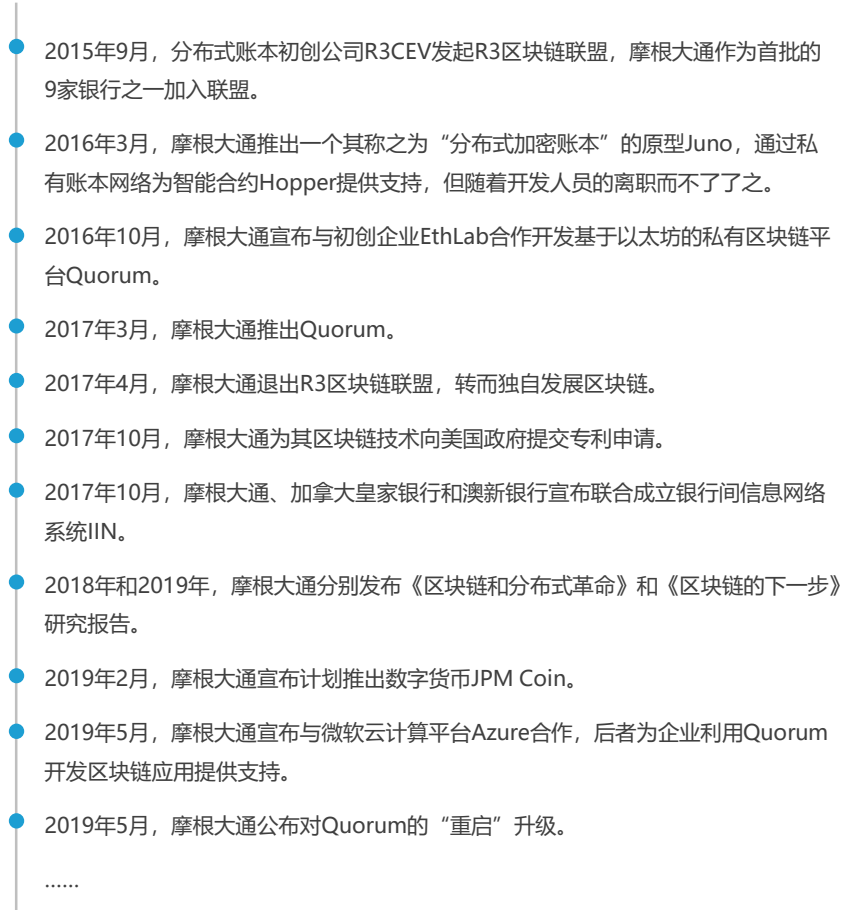 2015年9月，分布式账本初创公司R3CEV发起R3区块链联盟，摩根大通作为首批的
9家银行之一加入联盟。
2016年3月，摩根大通推出一个其称之为“分布式加密账本”的原型Juno，通过私
有账本网络为智能合约Hopper提供支持，但随着开发人员的离职而不了了之。
2016年10月，摩根大通宣布与初创企业EthLab合作开发基于以太坊的私有区块链平
台Quorum。
2017年3月，摩根大通推出Quorum。
2017年4月，摩根大通退出R3区块链联盟，转而独自发展区块链。
2017年10月，摩根大通为其区块链技术向美国政府提交专利申请。
2017年10月，摩根大通、加拿大皇家银行和澳新银行宣布联合成立银行间信息网络
系统IIN。
2018年和2019年，摩根大通分别发布《区块链和分布式革命》和《区块链的下一步》
研究报告。
2019年2月，摩根大通宣布计划推出数字货币JPM Coin。
2019年5月，摩根大通宣布与微软云计算平台Azure合作，后者为企业利用Quorum
开发区块链应用提供支持。
2019年5月，摩根大通公布对Quorum的“重启”升级。
……